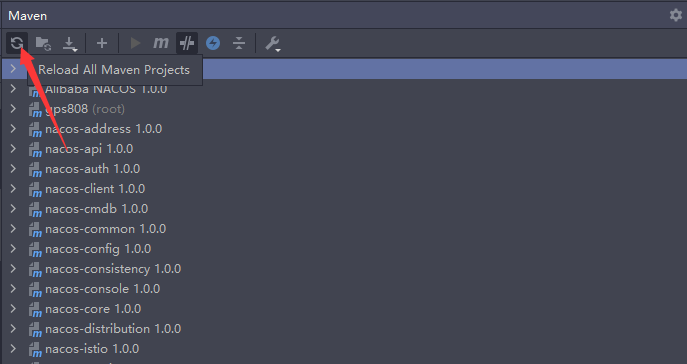 Maven
Reload All Maven Projects
Alibaba NACOS 1.0.0
gps808 (root)
nacos-address 1.0.0
nacos-api 1.0.0
nacos-auth 1.0.0
nacos-client 1.0.0
nacos-cmdb 1.0.0
nacos-common 1.0.0
nacos-config 1.0.0
nacos-consistency 1.0.0
nacos-console 1.0.0
nacos-core 1.0.0
nacos-distribution 1.0.0
nacos-istio 1.0.0